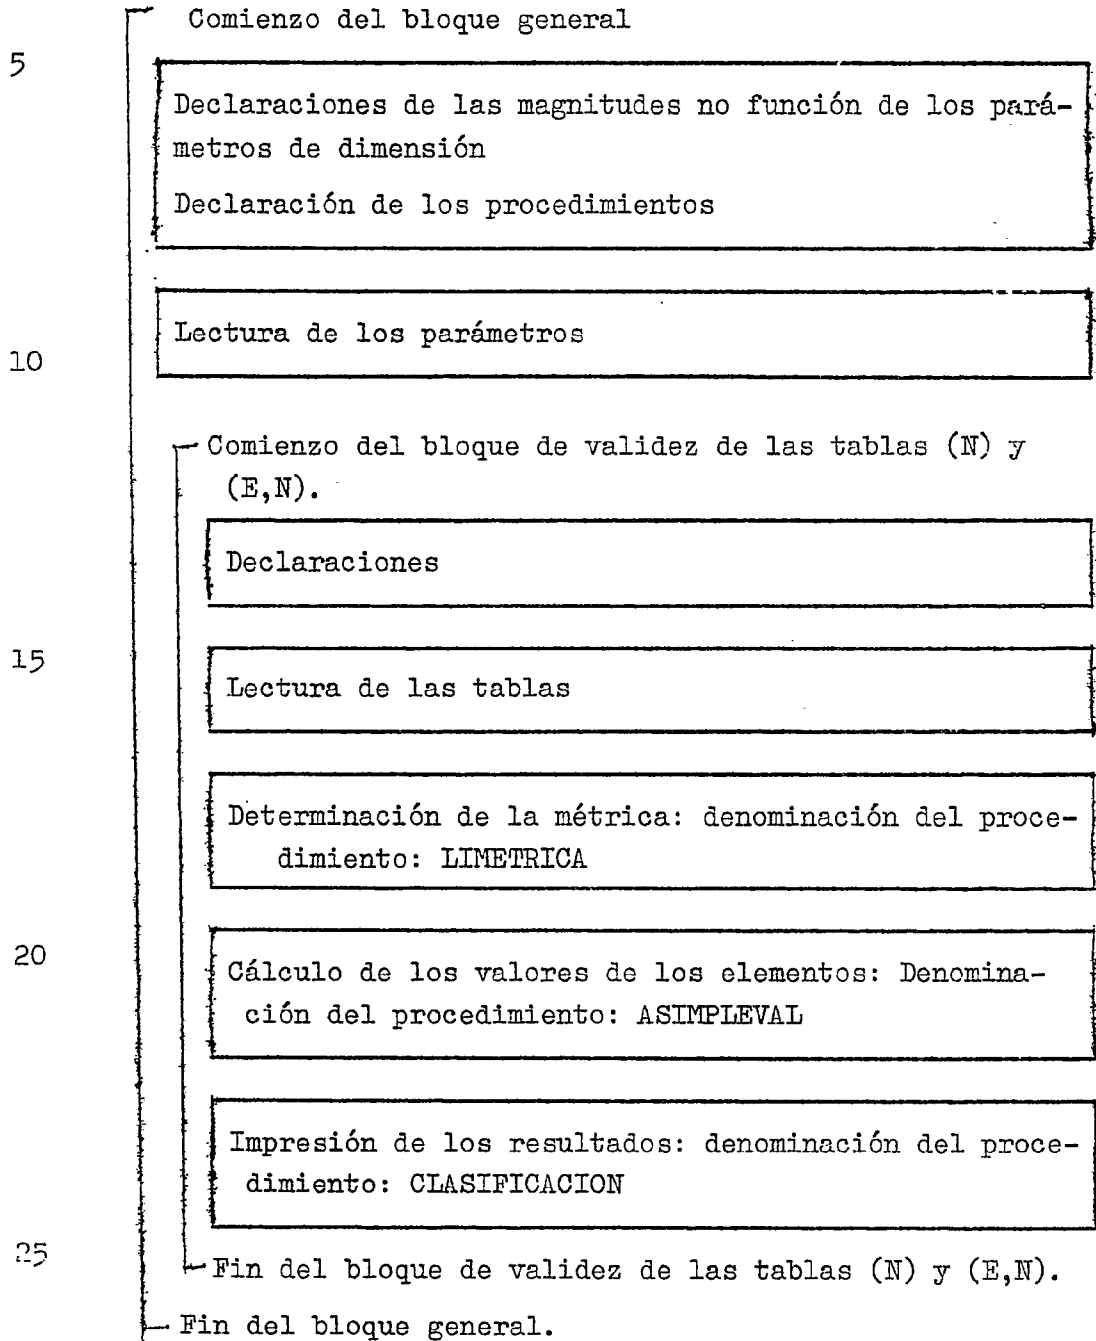 Comienzo del bloque general
5
Declaraciones de las magnitudes no función de los pará-
metros de dimensión
Declaración de los procedimientos
Lectura de los parámetros
10
Comienzo del bloque de validez de las tablas (N) y
(E,N).
Declaraciones
15
Lectura de las tablas
Determinación de la métrica: denominación del proce-
dimiento: LIMETRICA
20
Cálculo de los valores de los elementos: Denomina-
ción del procedimiento: ASIMPLEVAL
Impresión de los resultados: denominación del proce-
dimiento: CLASIFICACION
25
Fin del bloque de validez de las tablas (N) y (E,N).
Fin del bloque general.